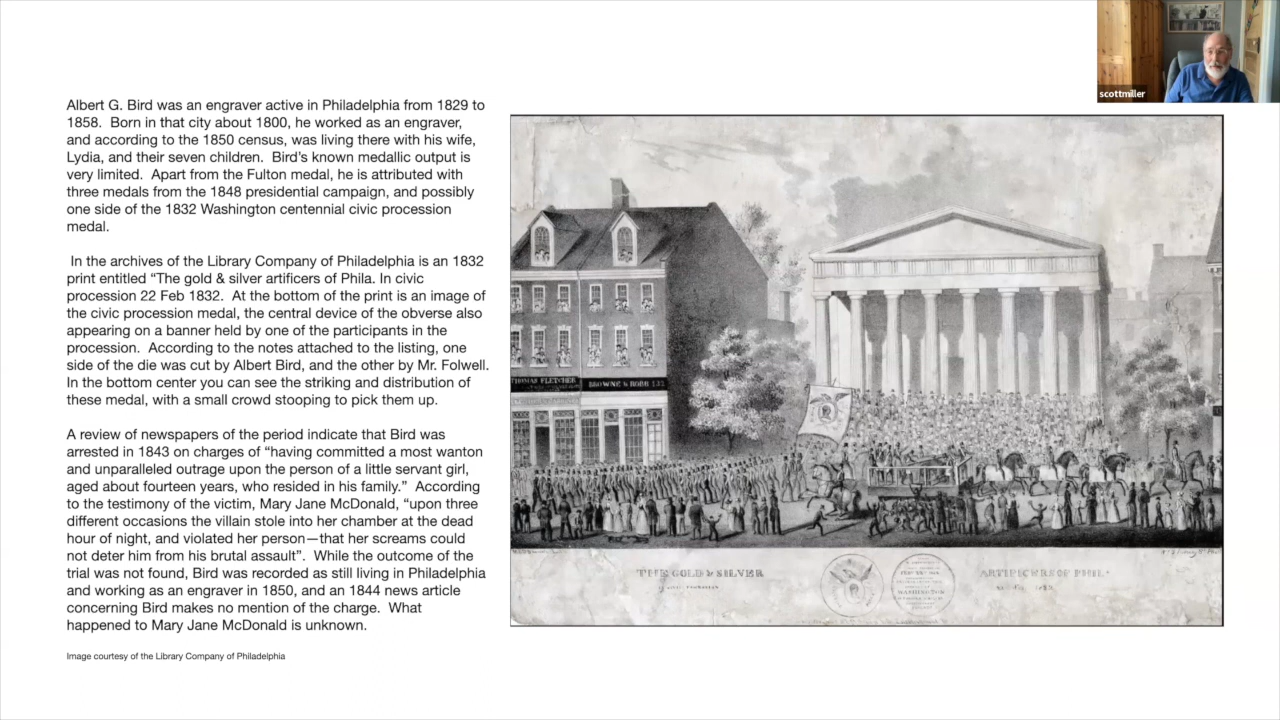 scottmiller
Albert G. Bird was an engraver active in Philadelphia from 1829 to
1858.  Born in that city about 1800, he worked as an engraver,
and according to the 1850 census, was living there with his wife,
Lydia, and their seven children.  Bird's known medallic output is
very limited.  Apart from the Fulton medal, he is attributed with
three medals from the 1848 presidential campaign, and possibly
one side of the 1832 Washington centennial civic procession
medal.
In the archives of the Library Company of Philadelphia is an 1832
print entitled “The gold & silver artificers of Phila. In civic
procession 22 Feb 1832.  At the bottom of the print is an image of
the civic procession medal, the central device of the obverse also
appearing on a banner held by one of the participants in the
procession.  According to the notes attached to the listing, one
side of the die was cut by Albert Bird, and the other by Mr. Folwell.
In the bottom center you can see the striking and distribution of
these medal, with a small crowd stooping to pick them up.
A review of newspapers of the period indicate that Bird was
arrested in 1843 on charges of “having committed a most wanton
and unparalleled outrage upon the person of a little servant girl,
aged about fourteen years, who resided in his family.”  According
to the testimony of the victim, Mary Jane McDonald, “upon three
different occasions the villain stole into her chamber at the dead
hour of night, and violated her person—that her screams could
not deter him from his brutal assault”.  While the outcome of the
trial was not found, Bird was recorded as still living in Philadelphia
and working as an engraver in 1850, and an 1844 news article
concerning Bird makes no mention of the charge.  What
happened to Mary Jane McDonald is unknown.
Image courtesy of the Library Company of Philadelphia
THOMAS FLETCHER
BROWNE & ROBB
THE GOLD & SILVER
WASHINGTON